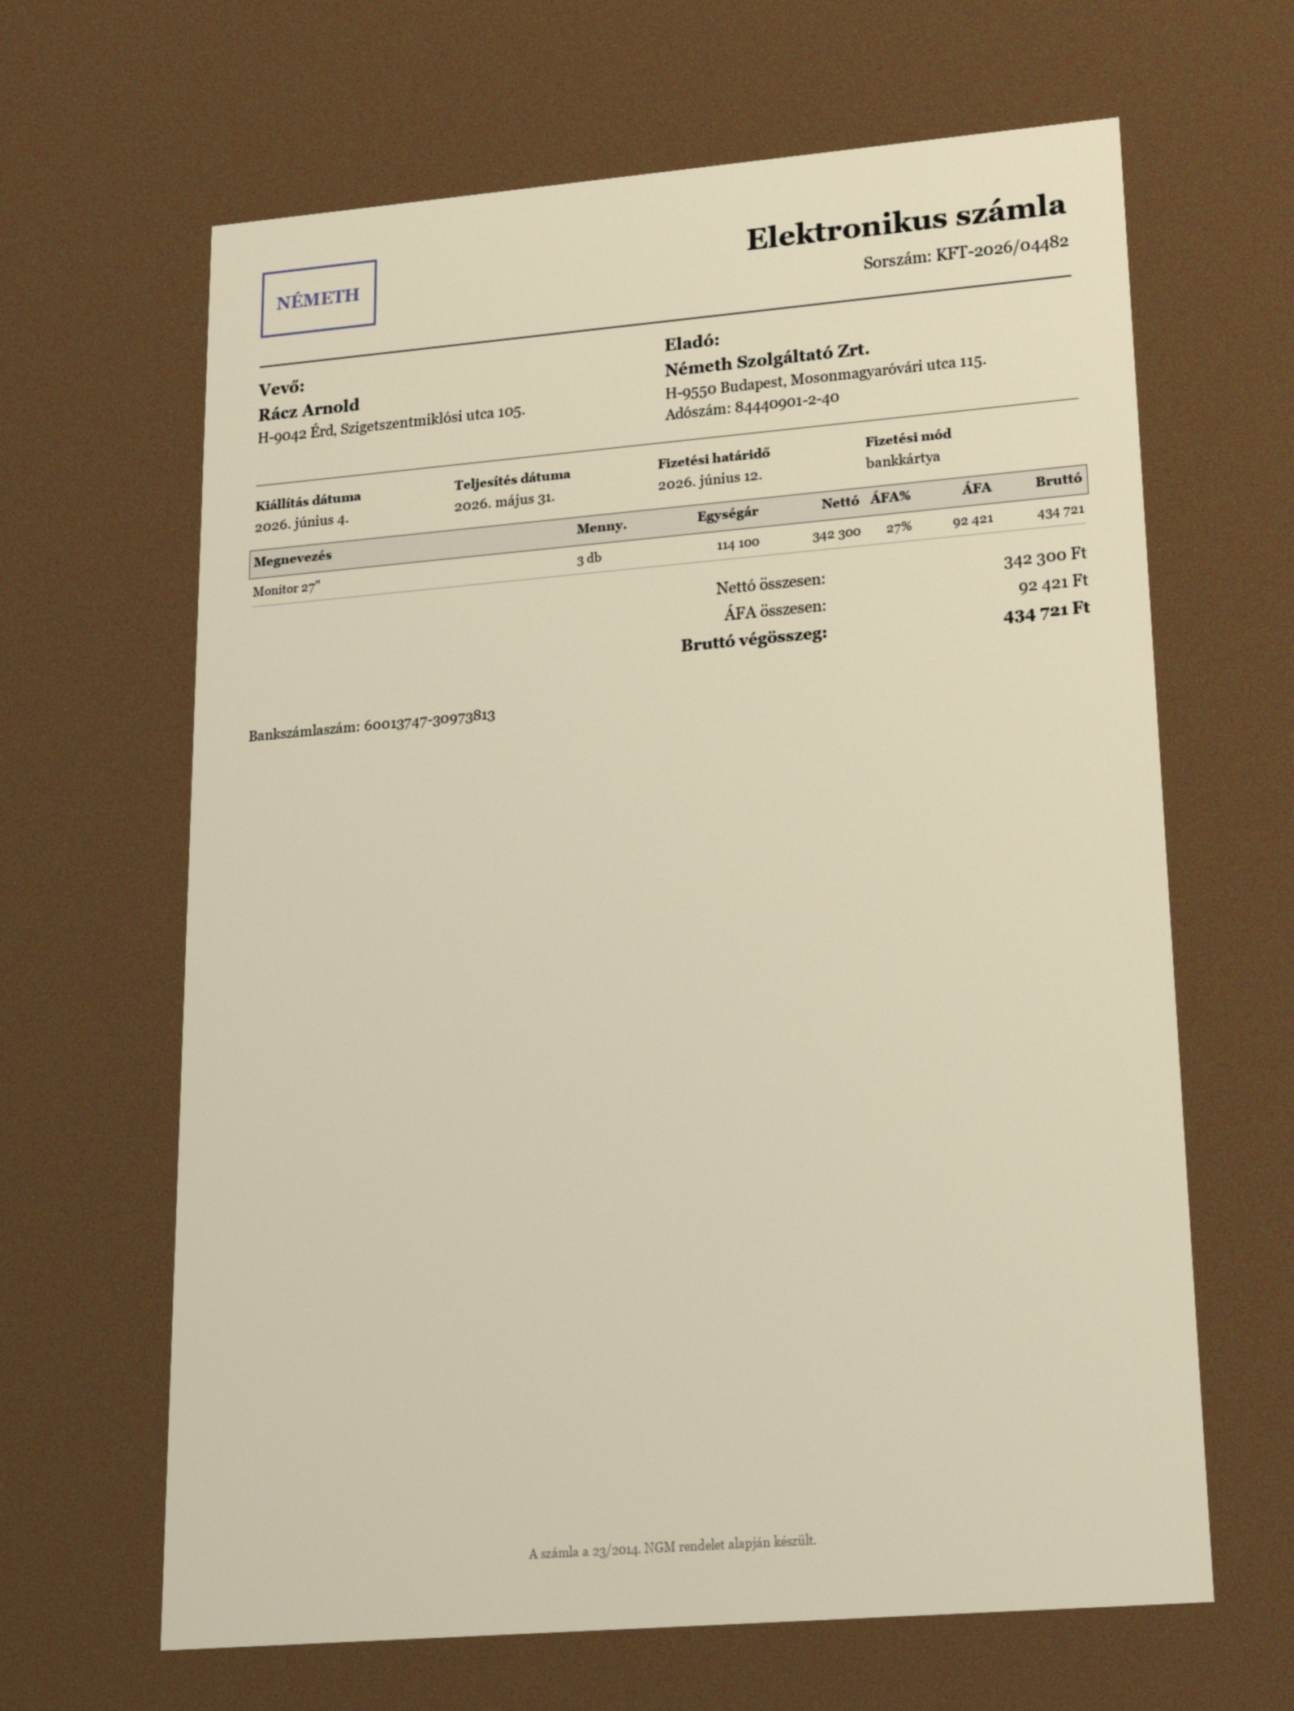 Elektronikus számla
Sorszám: KFT-2026/04482
NÉMETH
Vevő:
Rácz Arnold
H-9042 Érd, Szigetszentmiklósi utca 105.
Eladó:
Németh Szolgáltató Zrt.
H-9550 Budapest, Mosonmagyaróvári utca 115.
Adószám: 84440901-2-40
Kiállítás dátuma Teljesítés dátuma Fizetési határidő Fizetési mód
2026. június 4. 2026. május 31. 2026. június 12. bankkártya
Megnevezés Menny. Egységár Nettó ÁFA% ÁFA Bruttó
Monitor 27" 3 db 114 100 342 300 27% 92 421 434 721
Nettó összesen: 342 300 Ft
ÁFA összesen: 92 421 Ft
Bruttó végösszeg: 434 721 Ft
Bankszámlaszám: 60013747-30973813
A számla a 23/2014. NGM rendelet alapján készült.